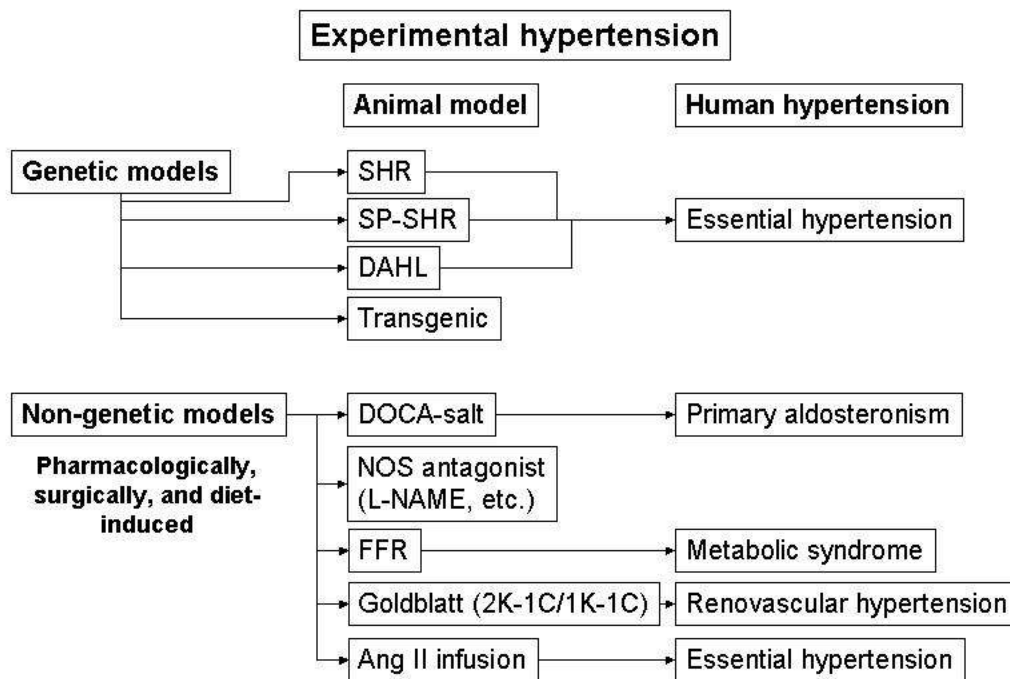 Experimental hypertension
Animal model
Human hypertension
Genetic models
SHR
SP-SHR
Essential hypertension
DAHL
Transgenic
Non-genetic models
DOCA-salt
Primary aldosteronism
Pharmacologically,
surgically, and diet-
induced
NOS antagonist
(L-NAME, etc.)
FFR
Metabolic syndrome
Goldblatt (2K-1C/1K-1C)
Renovascular hypertension
Ang II infusion
Essential hypertension